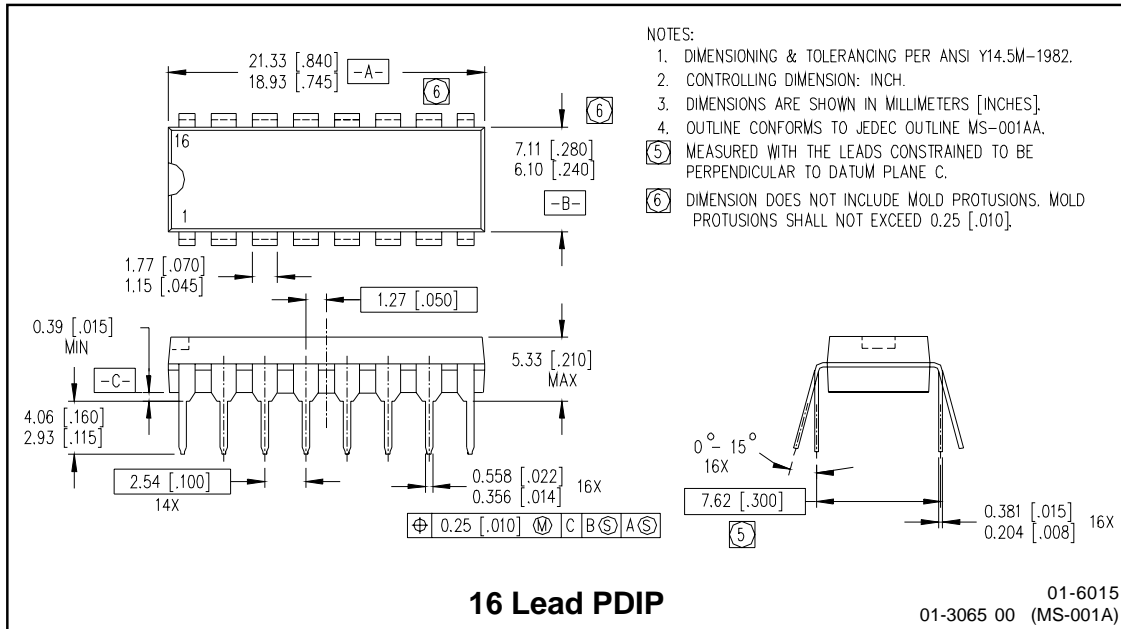 21.33 [.840]
18.93 [.745]
-A-
6
6
16
1
7.11 [.280]
6.10 [.240]
-B-
NOTES:
1. DIMENSIONING & TOLERANCING PER ANSI Y14.5M-1982.
2. CONTROLLING DIMENSION: INCH.
3. DIMENSIONS ARE SHOWN IN MILLIMETERS [INCHES].
4. OUTLINE CONFORMS TO JEDEC OUTLINE MS-001AA.
5 MEASURED WITH THE LEADS CONSTRAINED TO BE
PERPENDICULAR TO DATUM PLANE C.
6 DIMENSION DOES NOT INCLUDE MOLD PROTUSIONS. MOLD
PROTUSIONS SHALL NOT EXCEED 0.25 [.010].
1.77 [.070]
1.15 [.045]
1.27 [.050]
0.39 [.015]
MIN
-C-
5.33 [.210]
MAX
4.06 [.160]
2.93 [.115]
2.54 [.100]
14X
0.558 [.022]
0.356 [.014]
16X
⌖ 0.25 [.010] Ⓜ C B Ⓢ A Ⓢ
0°-15°
16X
7.62 [.300]
5
0.381 [.015]
0.204 [.008]
16X
16 Lead PDIP
01-6015
01-3065 00 (MS-001A)